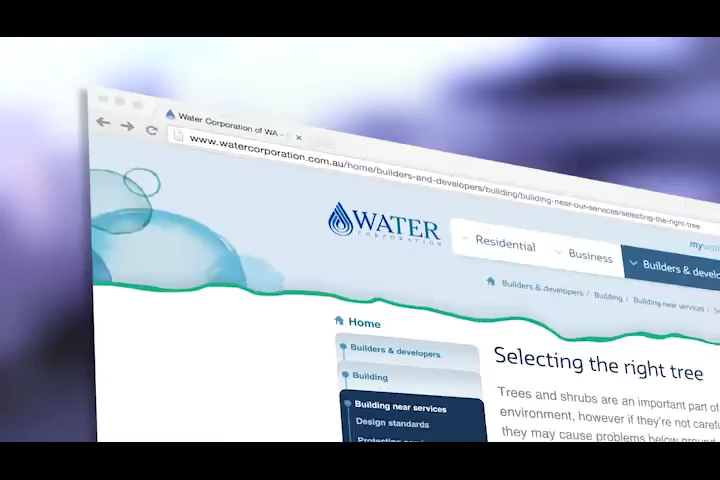 Water Corporation of WA -
www.watercorporation.com.au/home/builders-and-developers/building/building-near-our-services/selecting-the-right-tree
WATER
CORPORATION
Residential
Business
Builders &
Home
Builders & developers / Building / Building near services /
Home
Builders & developers
Building
Building near services
Design standards
Selecting the right tree
Trees and shrubs are an important part of
environment, however if they're not
they may cause problems below ground